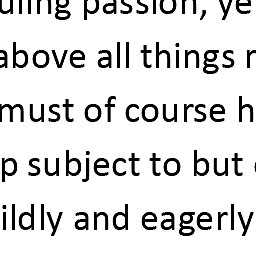 uling passion, ye
above all things
must of course h
p subject to but
ildly and eagerly